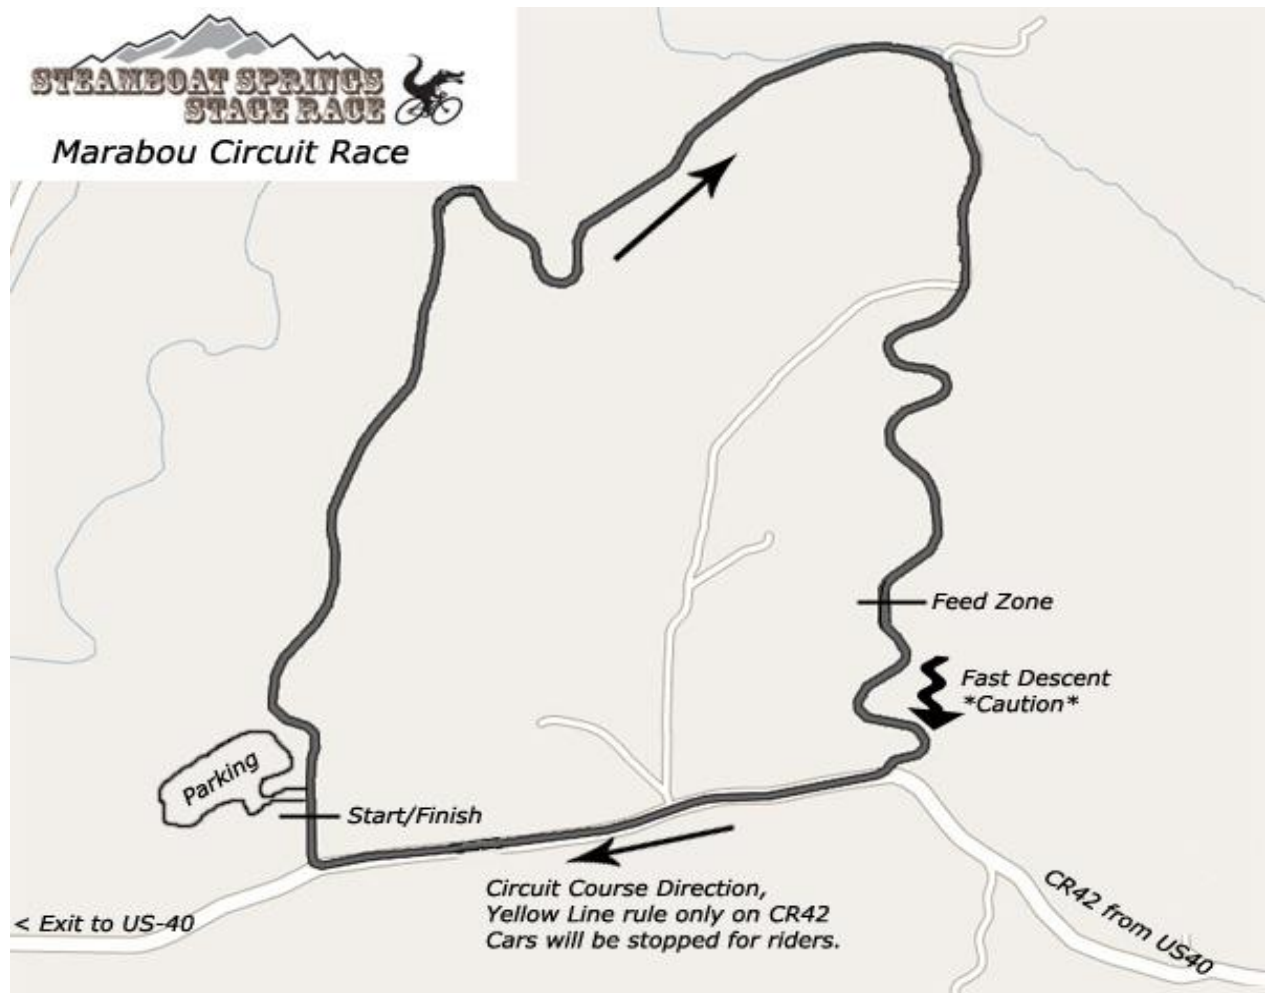 STEAMBOAT SPRINGS
STAGE RACE
Marabou Circuit Race
Feed Zone
Fast Descent
*Caution*
Parking
Start/Finish
Circuit Course Direction,
Yellow Line rule only on CR42
Cars will be stopped for riders.
< Exit to US-40
CR42 from US40